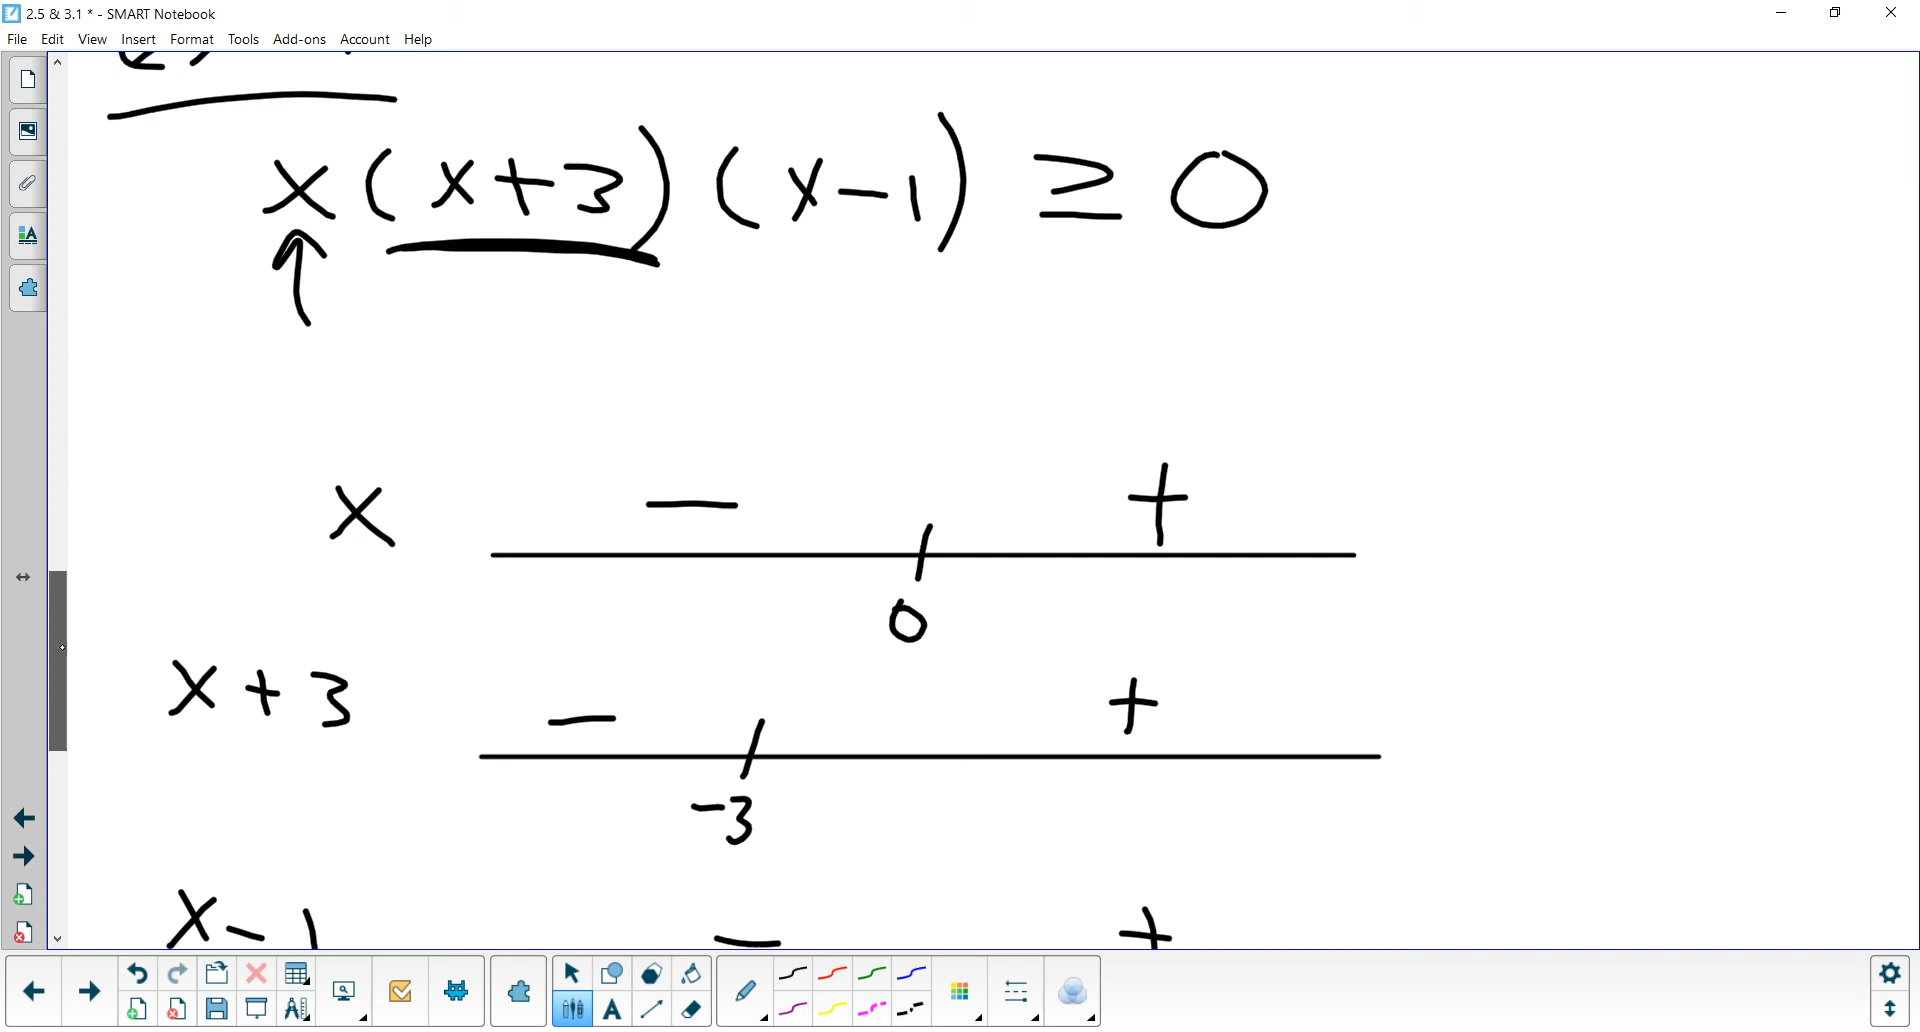 2.5 & 3.1 * - SMART Notebook
File Edit View Insert Format Tools Add-ons Account Help
x(x+3)(x-1) ≥ 0
x − +
0
x+3 − +
-3
x-1 − +